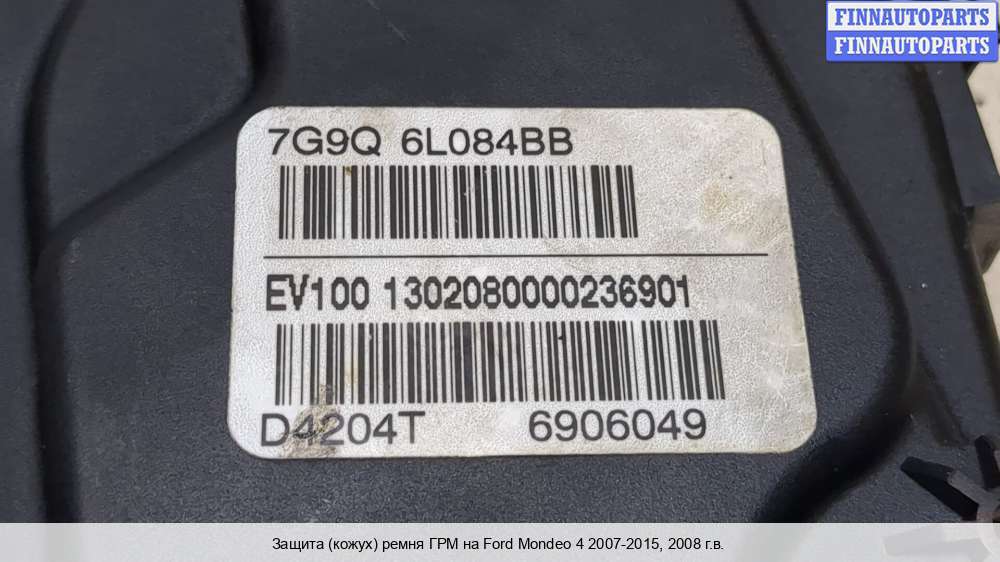 FINNAUTOPARTS
FINNAUTOPARTS
7G9Q 6L084BB
EV100 1302080000236901
D4204T 6906049
Защита (кожух) ремня ГРМ на Ford Mondeo 4 2007-2015, 2008 г.в.